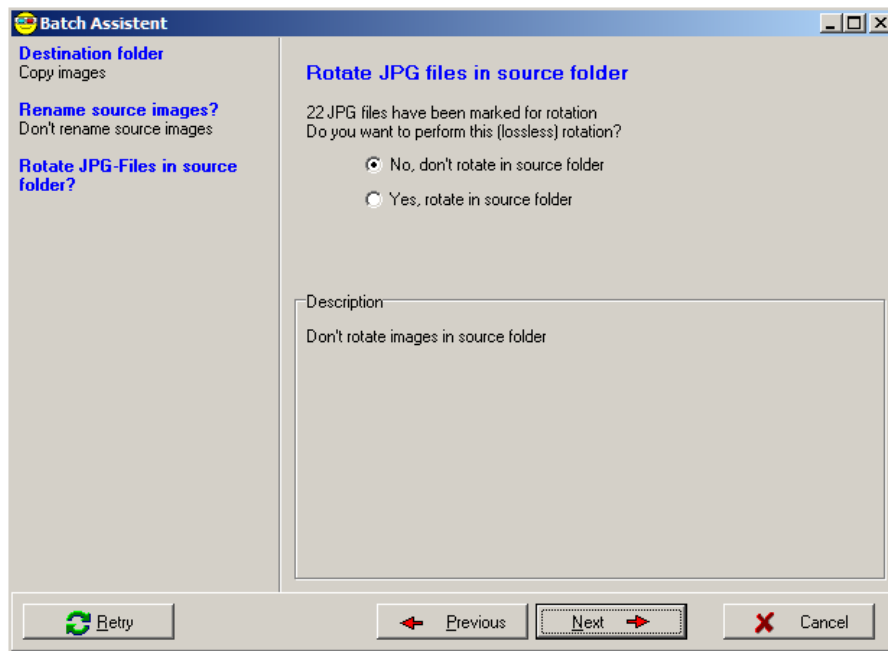 Batch Assistent
Destination folder
Copy images
Rename source images?
Don't rename source images
Rotate JPG-Files in source
folder?
Rotate JPG files in source folder
22 JPG files have been marked for rotation
Do you want to perform this (lossless) rotation?
No, don't rotate in source folder
Yes, rotate in source folder
Description
Don't rotate images in source folder
Retry
Previous
Next
Cancel